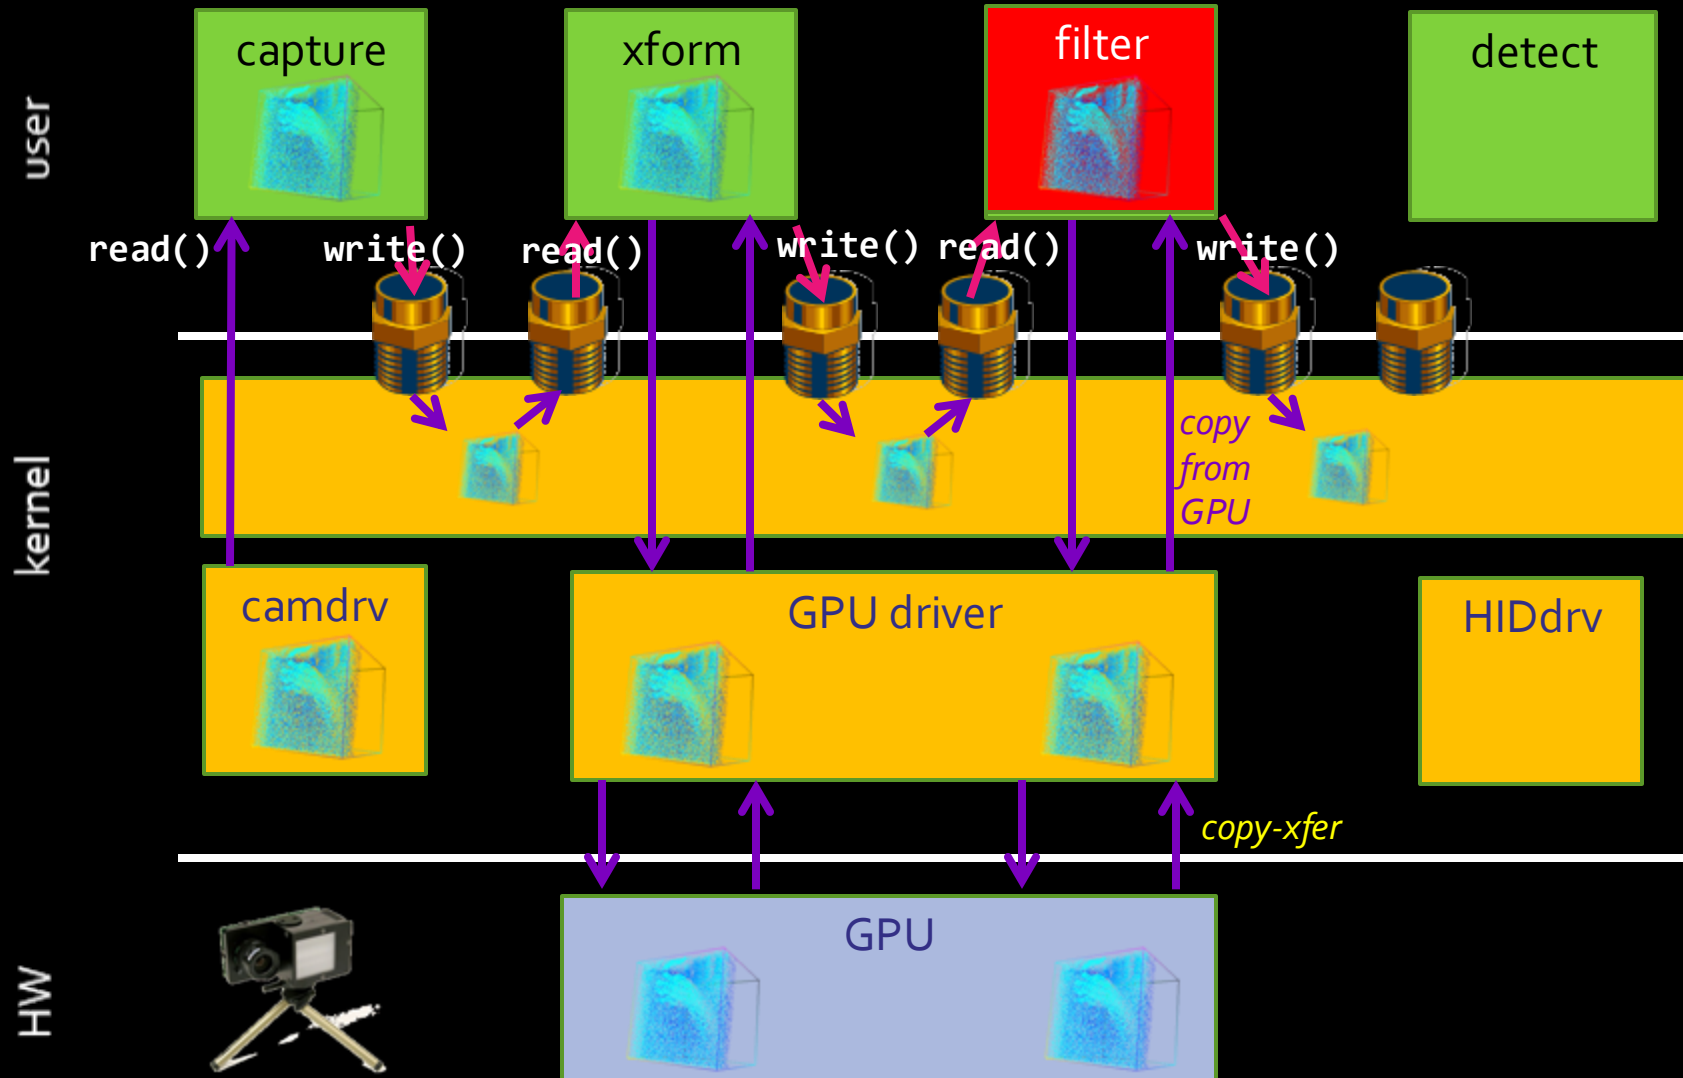 user
capture
xform
filter
detect
read()
write()
read()
write()
read()
write()
kernel
copy
from
GPU
camdrv
GPU driver
HIDdrv
copy-xfer
HW
GPU